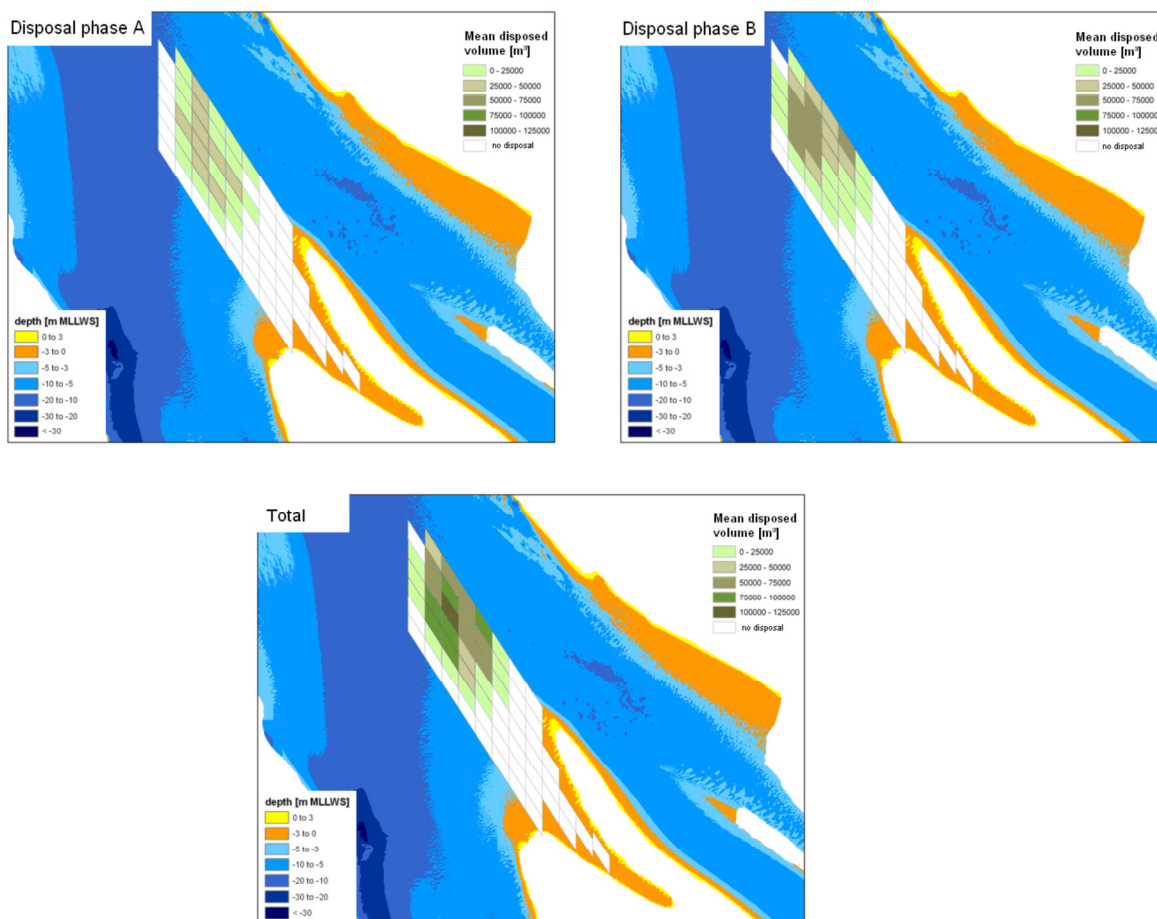 Disposal phase A
Mean disposed
volume [m³]
0 - 25000
25000 - 50000
50000 - 75000
75000 - 100000
100000 - 125000
no disposal
depth [m MLLWS]
0 to 3
-3 to 0
-5 to -3
-10 to -5
-20 to -10
-30 to -20
< -30
Disposal phase B
Mean disposed
volume [m³]
0 - 25000
25000 - 50000
50000 - 75000
75000 - 100000
100000 - 125000
no disposal
depth [m MLLWS]
0 to 3
-3 to 0
-5 to -3
-10 to -5
-20 to -10
-30 to -20
< -30
Total
Mean disposed
volume [m³]
0 - 25000
25000 - 50000
50000 - 75000
75000 - 100000
100000 - 125000
no disposal
depth [m MLLWS]
0 to 3
-3 to 0
-5 to -3
-10 to -5
-20 to -10
-30 to -20
< -30